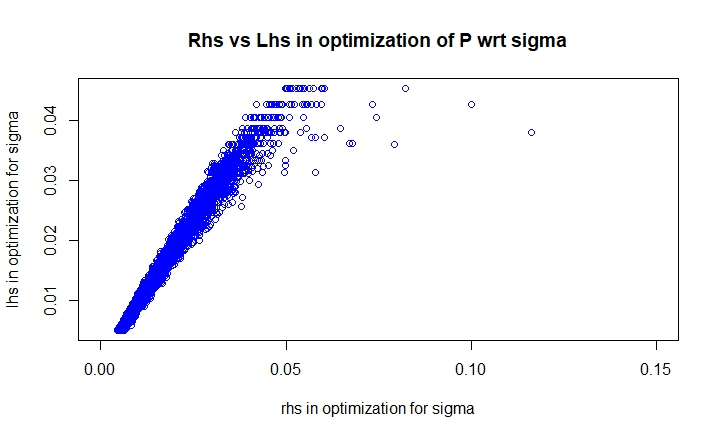 Rhs vs Lhs in optimization of P wrt sigma
lhs in optimization for sigma
0.04
0.03
0.02
0.01
0.00 0.05 0.10 0.15
rhs in optimization for sigma